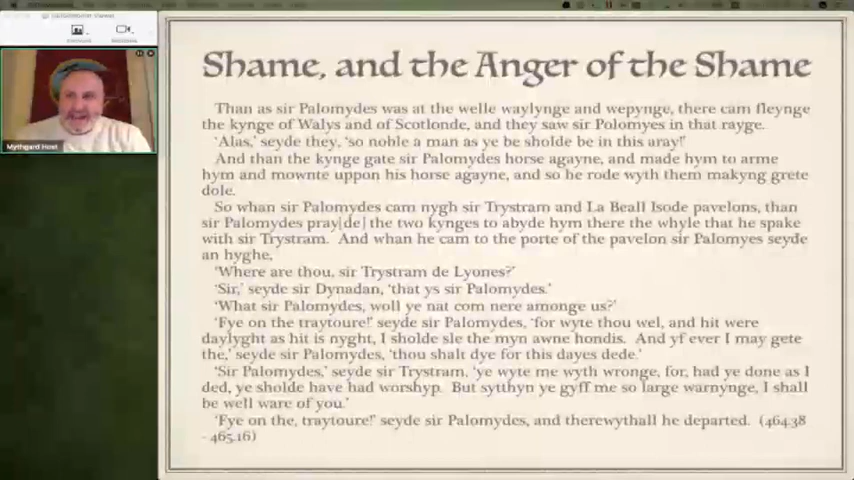 Shame, and the Anger of the Shame
Than as sir Palomydes was at the welle waylynge and wepynge, there cam fleynge
the kynge of Walys and of Scotlonde, and they saw sir Polomyes in that rayge.
‘Alas,’ seyde they, ‘so noble a man as ye be sholde be in this aray!’
And than the kynge gate sir Palomydes horse agayne, and made hym to arme
hym and mownte uppon his horse agayne, and so he rode wyth them makyng grete
dole.
So whan sir Palomydes cam nygh sir Trystram and La Beall Isode pavelons, than
sir Palomydes pray[de] the two kynges to abyde hym there the whyle that he spake
with sir Trystram. And whan he cam to the porte of the pavelon sir Palomyes seyde
an hyghe,
‘Where are thou, sir Trystram de Lyones?’
‘Sir,’ seyde sir Dynadan, ‘that ys sir Palomydes.’
‘What sir Palomydes, woll ye nat com nere amonge us?’
‘Fye on the traytoure!’ seyde sir Palomydes, ‘for wyte thou wel, and hit were
daylyght as hit is nyght, I sholde sle the myn awne hondis. And yf ever I may gete
the,’ seyde sir Palomydes, ‘thou shalt dye for this dayes dede.’
‘Sir Palomydes,’ seyde sir Trystram, ‘ye wyte me wyth wronge, for, had ye done as I
ded, ye sholde have had worshyp. But sytthyn ye gyff me so large warnynge, I shall
be well ware of you.’
‘Fye on the, traytoure!’ seyde sir Palomydes, and therewythall he departed. (464.38
- 465.16)
Mythgard Host